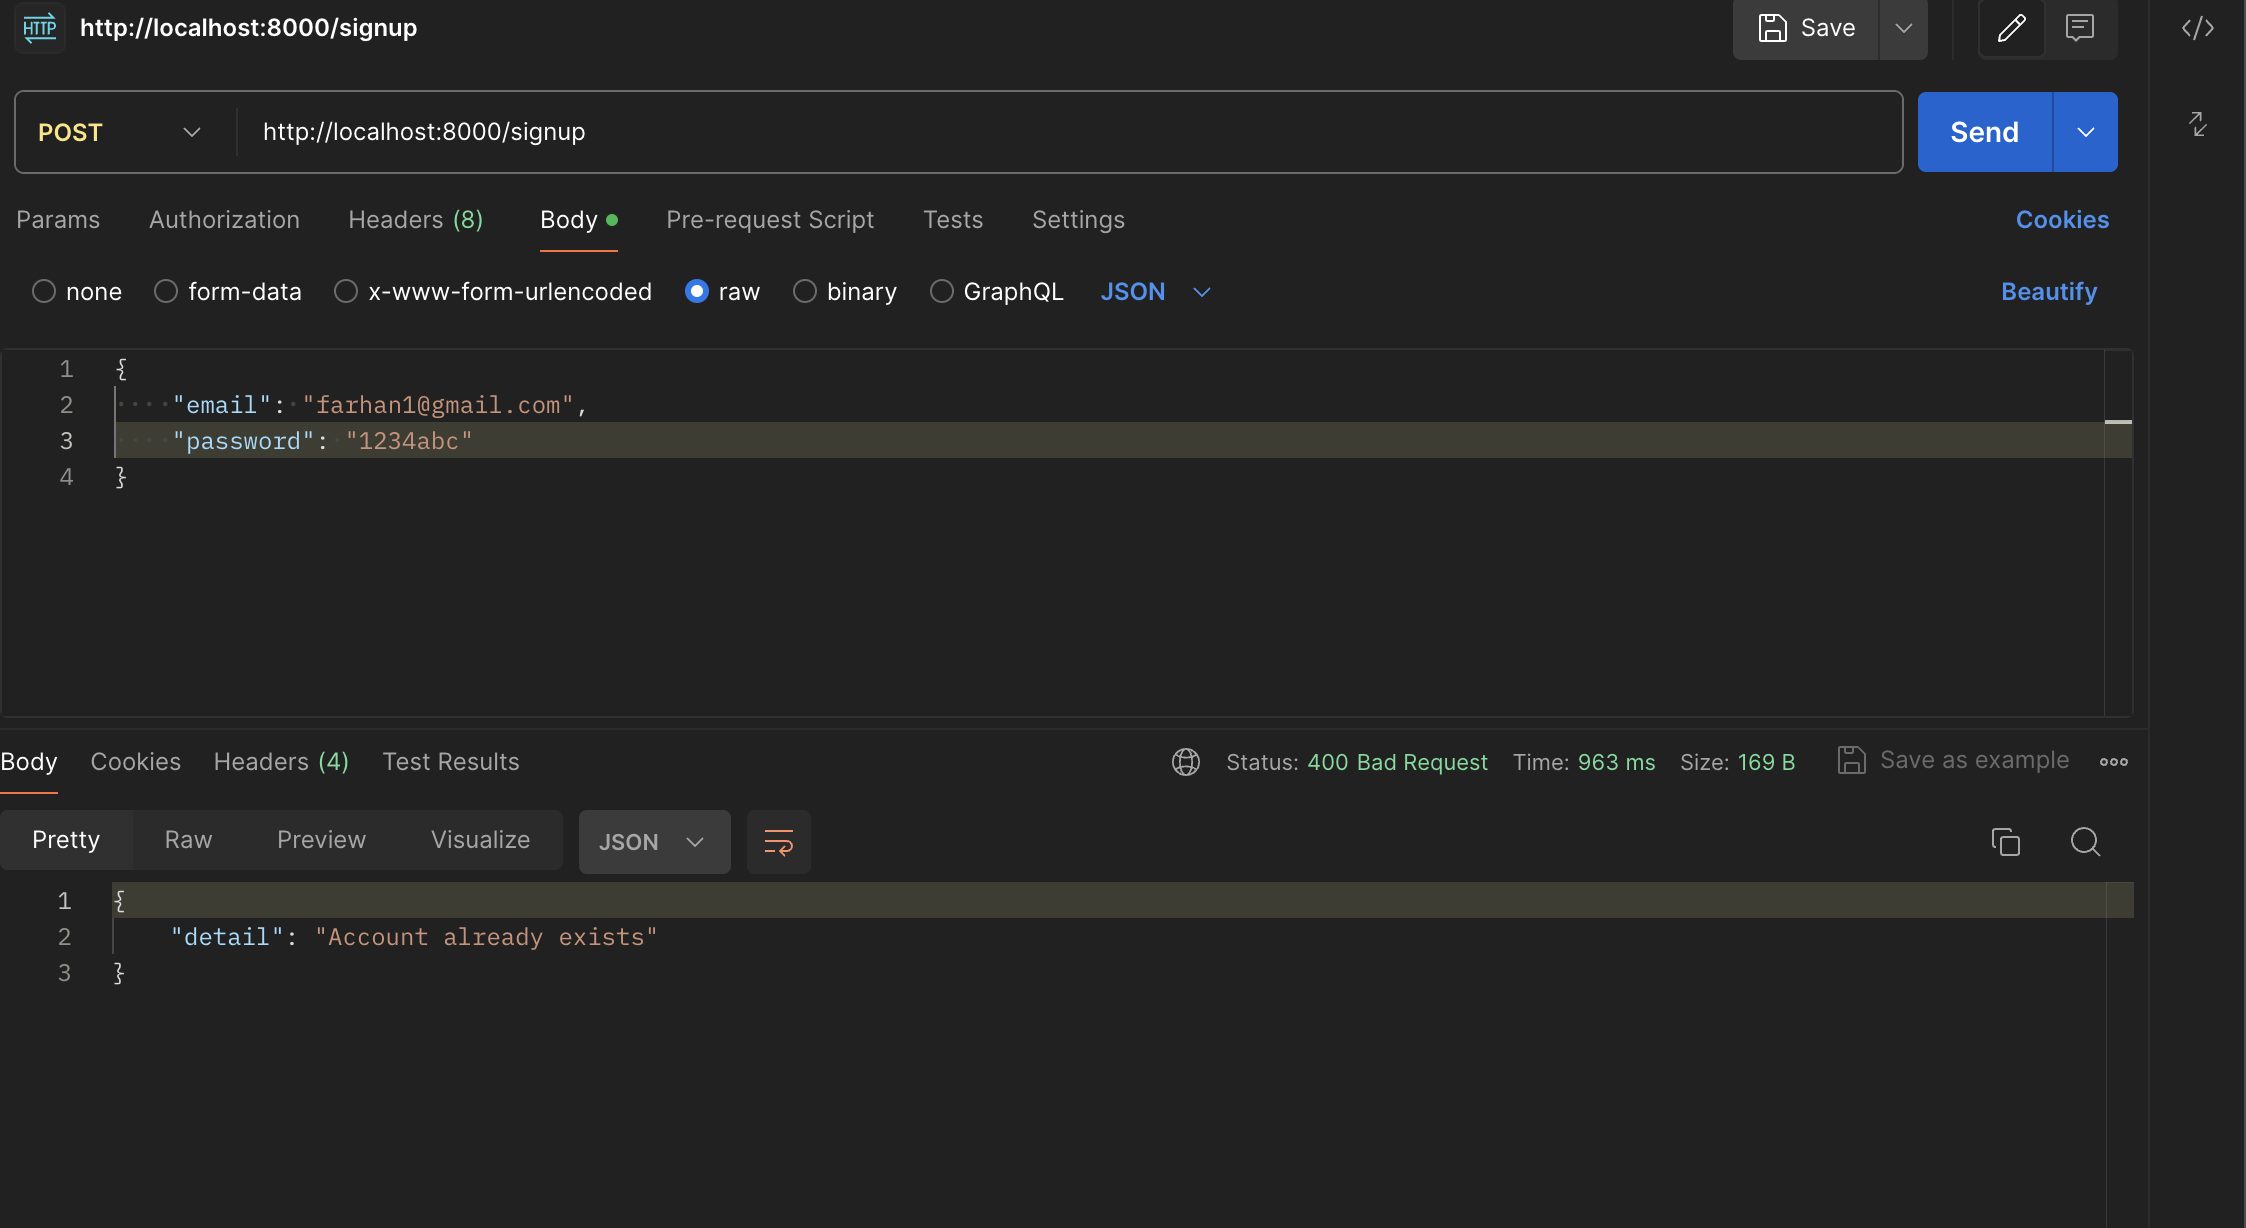 HTTP http://localhost:8000/signup Save
POST http://localhost:8000/signup Send
Params Authorization Headers (8) Body Pre-request Script Tests Settings Cookies
none form-data x-www-form-urlencoded raw binary GraphQL JSON Beautify
1 {
2 "email": "farhan1@gmail.com",
3 "password": "1234abc"
4 }
Body Cookies Headers (4) Test Results Status: 400 Bad Request Time: 963 ms Size: 169 B Save as example
Pretty Raw Preview Visualize JSON
1 {
2 "detail": "Account already exists"
3 }